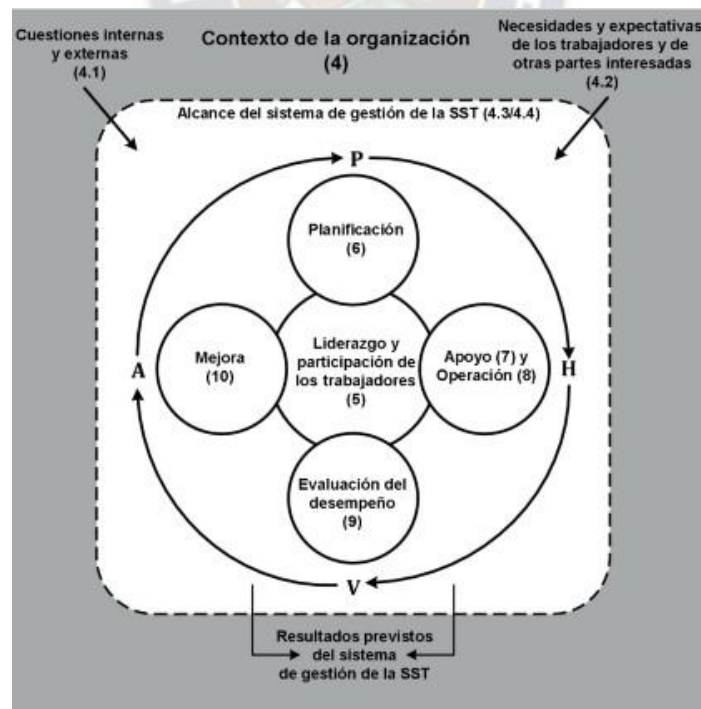 Cuestiones internas
y externas
(4.1)
Contexto de la organización
(4)
Necesidades y expectativas
de los trabajadores y de
otras partes interesadas
(4.2)
Alcance del sistema de gestión de la SST (4.3/4.4)
P
Planificación
(6)
A
Mejora
(10)
Liderazgo y
participación de
los trabajadores
(5)
Apoyo (7) y
Operación (8)
H
Evaluación del
desempeño
(9)
V
Resultados previstos
del sistema
de gestión de la SST